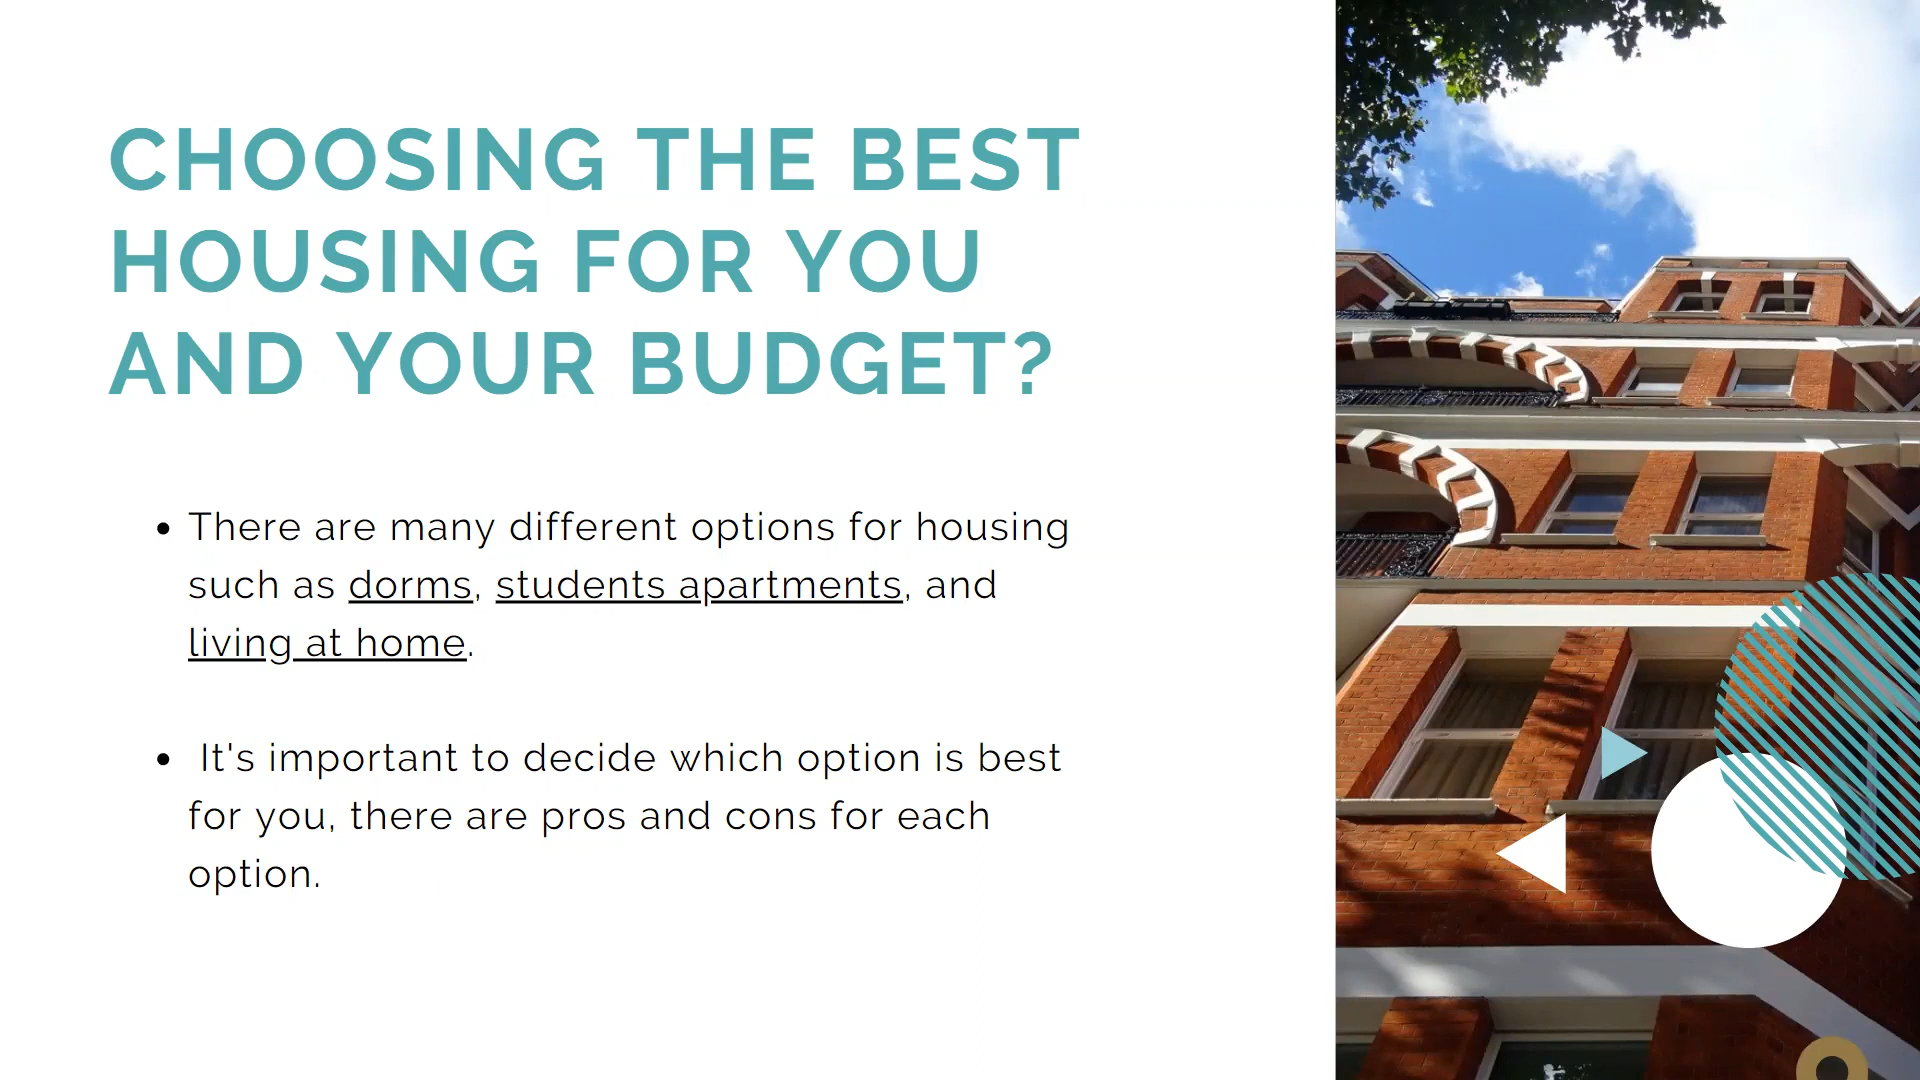 CHOOSING THE BEST
HOUSING FOR YOU
AND YOUR BUDGET?
• There are many different options for housing
such as dorms, students apartments, and
living at home.
• It's important to decide which option is best
for you, there are pros and cons for each
option.